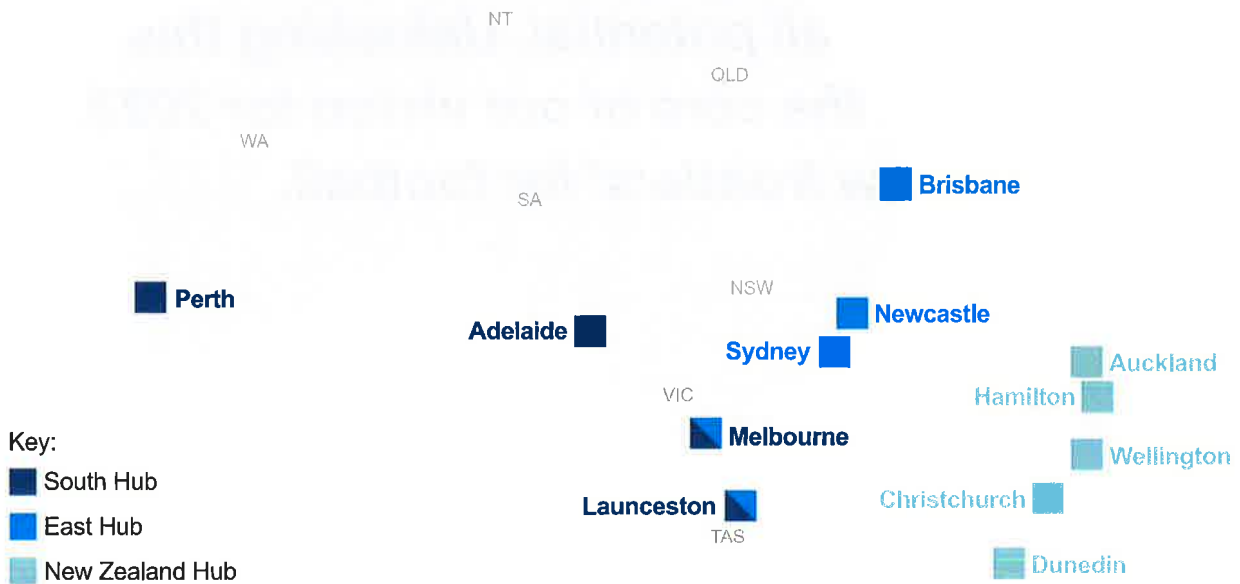 NT
QLD
WA
Brisbane
SA
NSW
Perth
Newcastle
Adelaide
Sydney
Auckland
Hamilton
VIC
Melbourne
Key:
Wellington
South Hub
Launceston
Christchurch
East Hub
TAS
New Zealand Hub
Dunedin